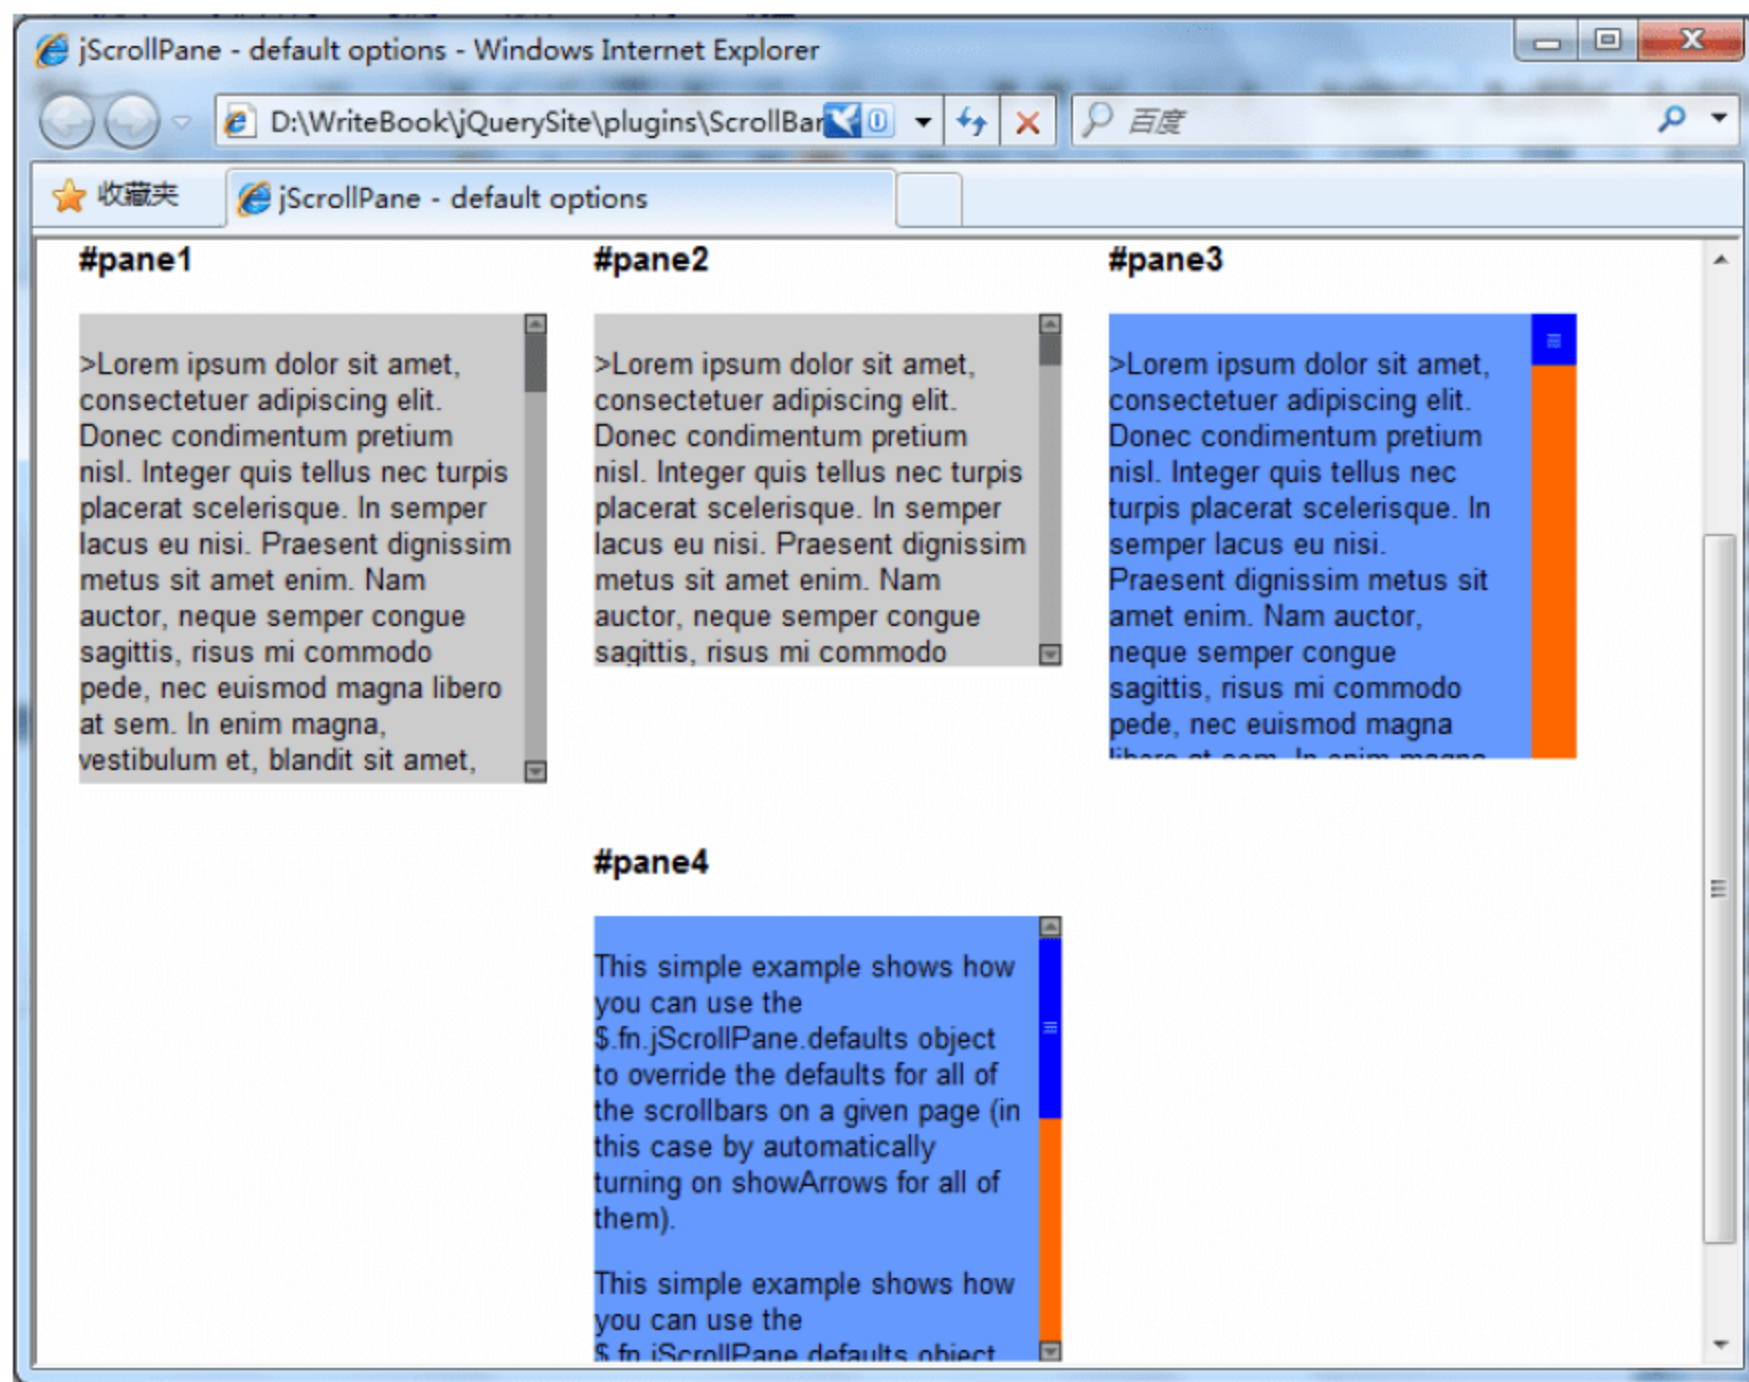 jScrollPane - default options - Windows Internet Explorer
D:\WriteBook\jQuerySite\plugins\ScrollBar
百度
收藏夹
jScrollPane - default options
#pane1
>Lorem ipsum dolor sit amet,
consectetuer adipiscing elit.
Donec condimentum pretium
nisl. Integer quis tellus nec turpis
placerat scelerisque. In semper
lacus eu nisi. Praesent dignissim
metus sit amet enim. Nam
auctor, neque semper congue
sagittis, risus mi commodo
pede, nec euismod magna libero
at sem. In enim magna,
vestibulum et, blandit sit amet,
#pane2
>Lorem ipsum dolor sit amet,
consectetuer adipiscing elit.
Donec condimentum pretium
nisl. Integer quis tellus nec turpis
placerat scelerisque. In semper
lacus eu nisi. Praesent dignissim
metus sit amet enim. Nam
auctor, neque semper congue
sagittis, risus mi commodo
#pane3
>Lorem ipsum dolor sit amet,
consectetuer adipiscing elit.
Donec condimentum pretium
nisl. Integer quis tellus nec
turpis placerat scelerisque. In
semper lacus eu nisi.
Praesent dignissim metus sit
amet enim. Nam auctor,
neque semper congue
sagittis, risus mi commodo
pede, nec euismod magna
libero at sem. In enim magna
#pane4
This simple example shows how
you can use the
$.fn.jScrollPane.defaults object
to override the defaults for all of
the scrollbars on a given page (in
this case by automatically
turning on showArrows for all of
them).
This simple example shows how
you can use the
$.fn.jScrollPane.defaults object